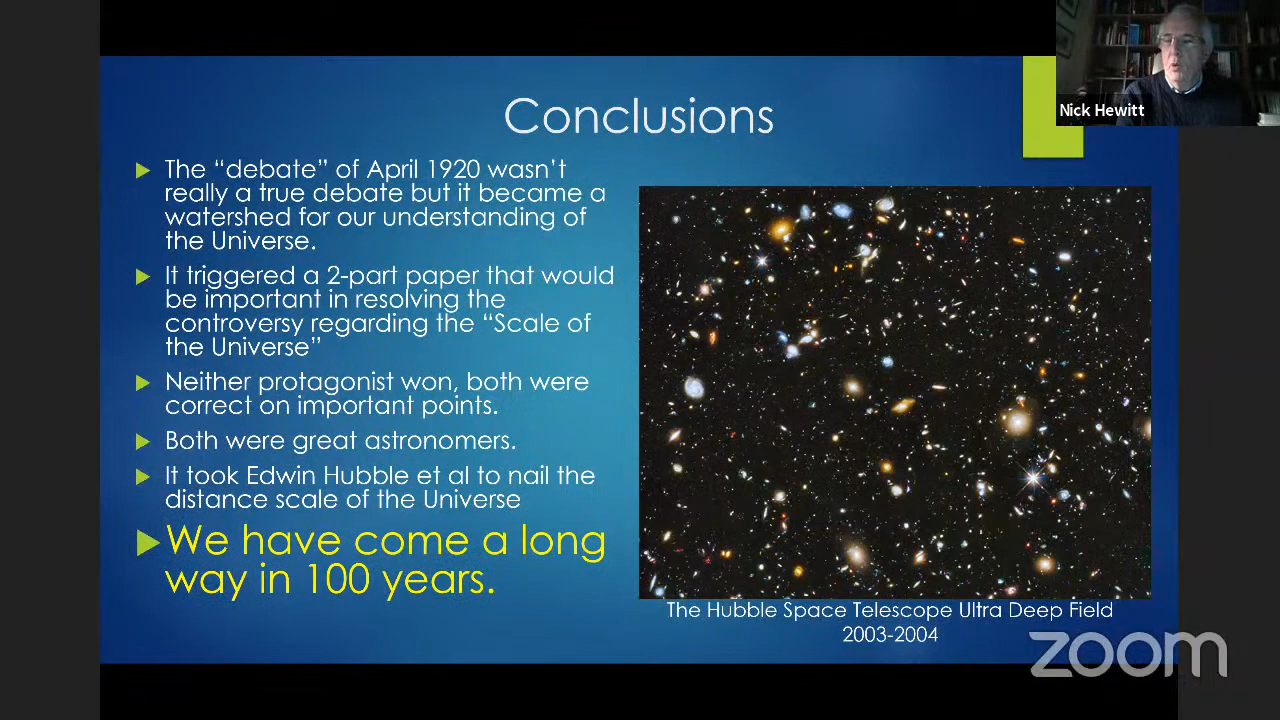 Nick Hewitt
Conclusions
The “debate” of April 1920 wasn’t
really a true debate but it became a
watershed for our understanding of
the Universe.
It triggered a 2-part paper that would
be important in resolving the
controversy regarding the “Scale of
the Universe”
Neither protagonist won, both were
correct on important points.
Both were great astronomers.
It took Edwin Hubble et al to nail the
distance scale of the Universe
We have come a long
way in 100 years.
The Hubble Space Telescope Ultra Deep Field
2003-2004
zoom